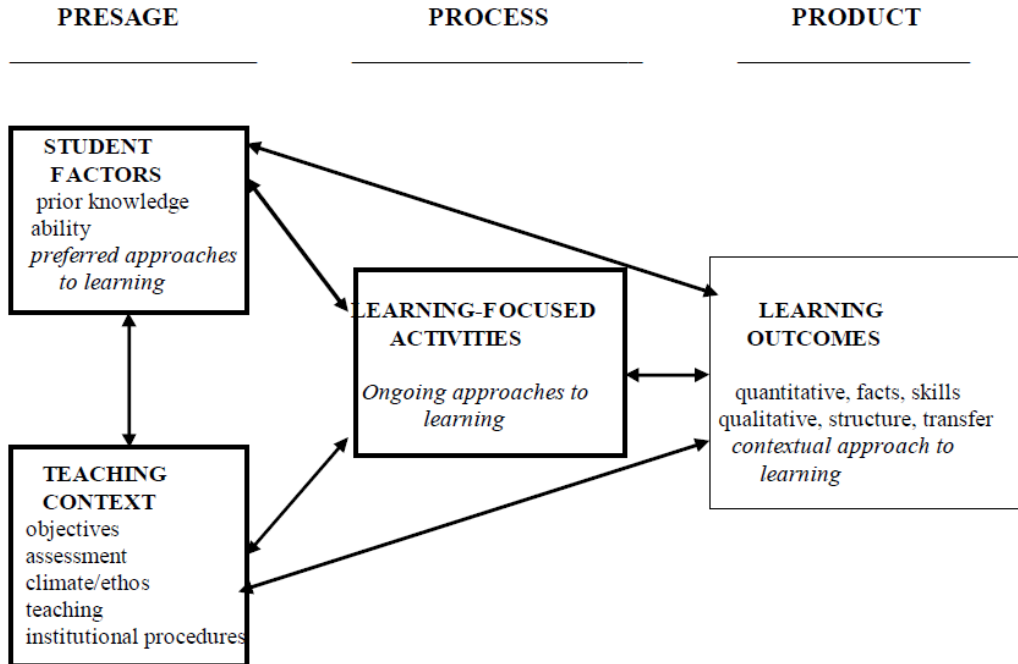 PRESAGE
PROCESS
PRODUCT
STUDENT
FACTORS
prior knowledge
ability
preferred approaches
to learning
LEARNING-FOCUSED
ACTIVITIES
Ongoing approaches to
learning
LEARNING
OUTCOMES
quantitative, facts, skills
qualitative, structure, transfer
contextual approach to
learning
TEACHING
CONTEXT
objectives
assessment
climate/ethos
teaching
institutional procedures